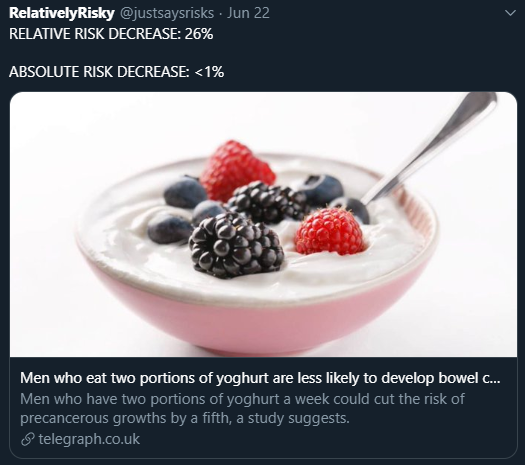 RelativelyRisky @justsaysrisks · Jun 22
RELATIVE RISK DECREASE: 26%
ABSOLUTE RISK DECREASE: <1%
Men who eat two portions of yoghurt are less likely to develop bowel c...
Men who have two portions of yoghurt a week could cut the risk of
precancerous growths by a fifth, a study suggests.
telegraph.co.uk